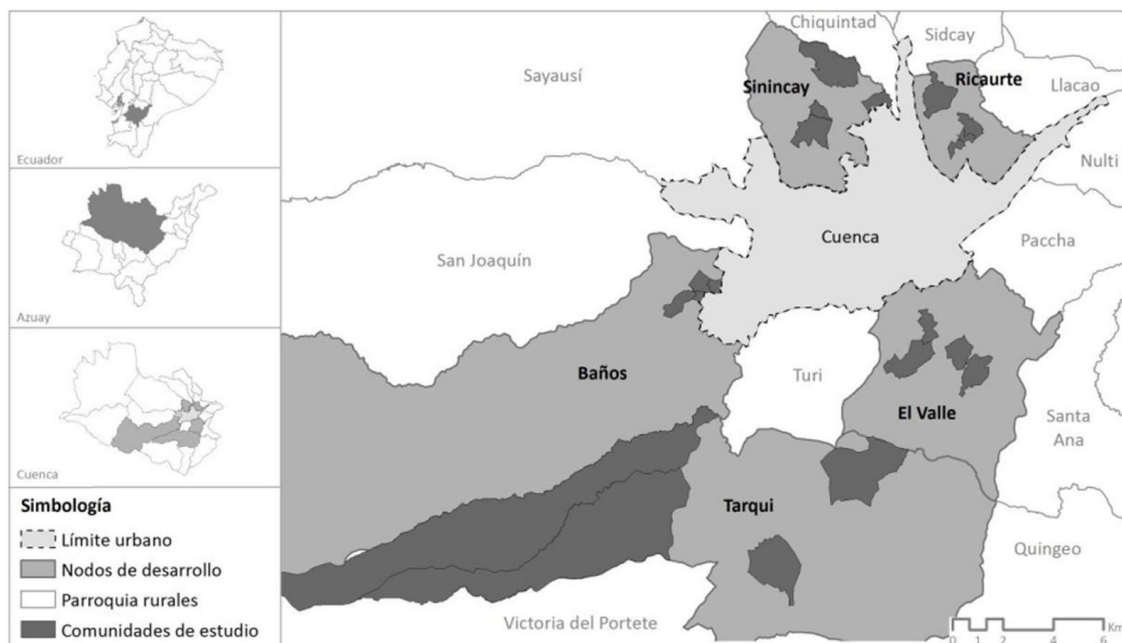 Ecuador
Azuay
Cuenca
Simbología
Límite urbano
Nodos de desarrollo
Parroquia rurales
Comunidades de estudio
Chiquintad
Sidcay
Sayausí
Sinincay
Ricaurte
Llacao
Nulti
Cuenca
Paccha
San Joaquín
Baños
Turi
El Valle
Santa
Ana
Tarqui
Quingeo
Victoria del Portete
Km
0 1 2 4 6